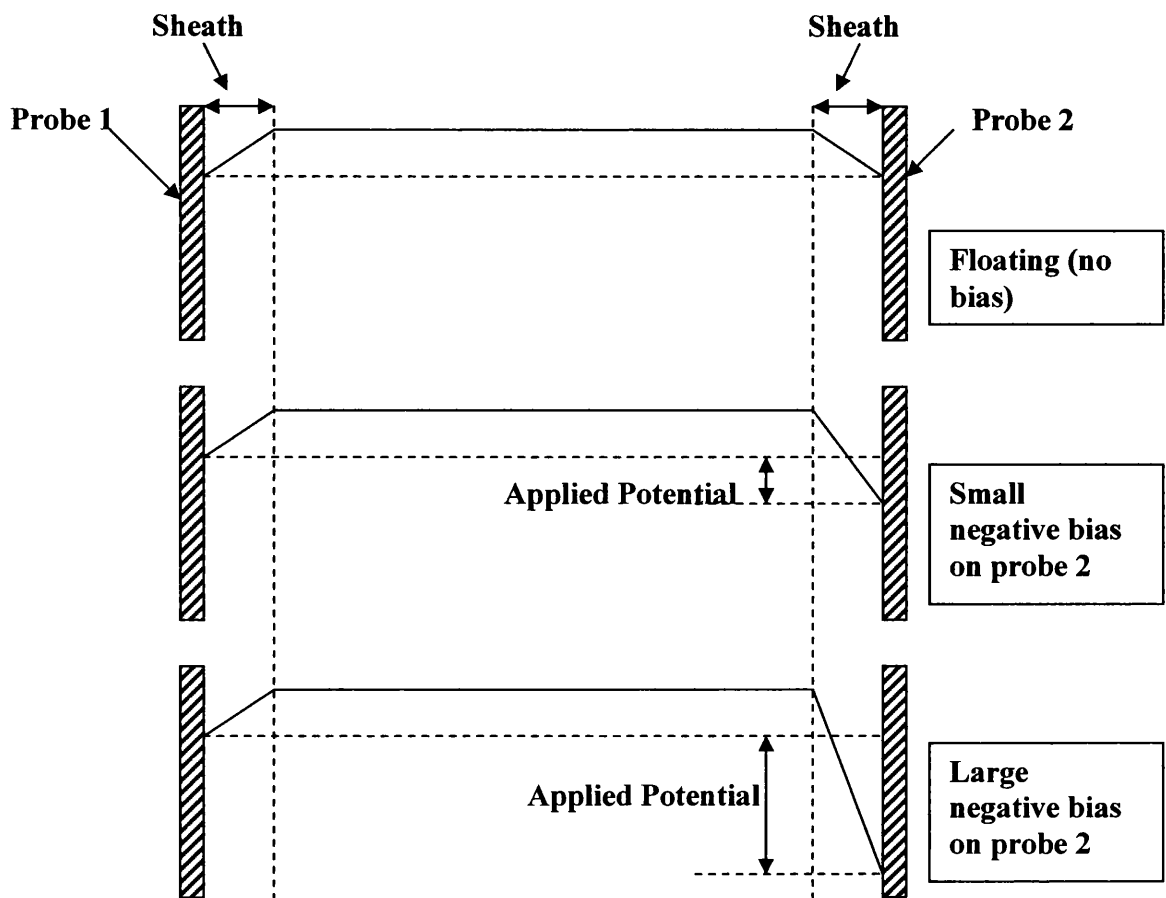 Sheath
Sheath
Probe 1
Probe 2
Floating (no
bias)
Applied Potential
Small
negative bias
on probe 2
Applied Potential
Large
negative bias
on probe 2